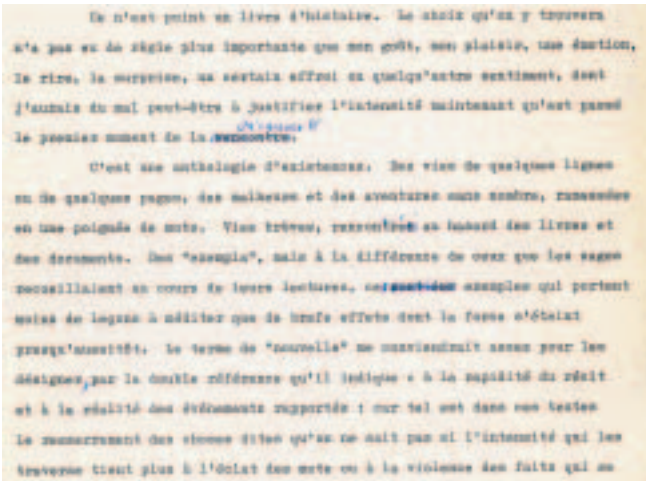 Ce n'est point un livre d'histoire. Le choix qu'on y trouvera
n'a pas eu de règle plus importante que mon goût, mon plaisir, une émotion,
le rire, la surprise, un certain effroi ou quelqu'autre sentiment, dont
j'aurais du mal peut-être à justifier l'intensité maintenant qu'est passé
le premier moment de la
C'est une anthologie d'existences. Des vies de quelques lignes
ou de quelques pages, des malheurs et des aventures sans nombre, ramassées
en une poignée de mots. Vies brèves, rencontrées au hasard des livres et
des documents. Des "exempla", mais à la différence de ceux que les sages
recueillaient au cours de leurs lectures, exemples qui portent
moins de leçons à méditer que de brefs effets dont la force s'éteint
presqu'aussitôt. Le terme de "nouvelle" me conviendrait assez pour les
désigner, par la double référence qu'il indique : à la rapidité du récit
et à la réalité des événements rapportés ; car tel est dans ces textes
le resserrement des choses dites qu'on ne sait pas si l'intensité qui les
traverse tient plus à l'éclat des mots ou à la violence des faits qui se